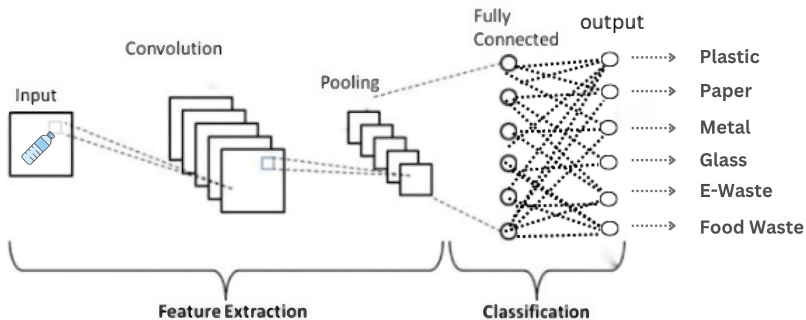 Input
Convolution
Pooling
Fully
Connected
output
Plastic
Paper
Metal
Glass
E-Waste
Food Waste
Feature Extraction
Classification